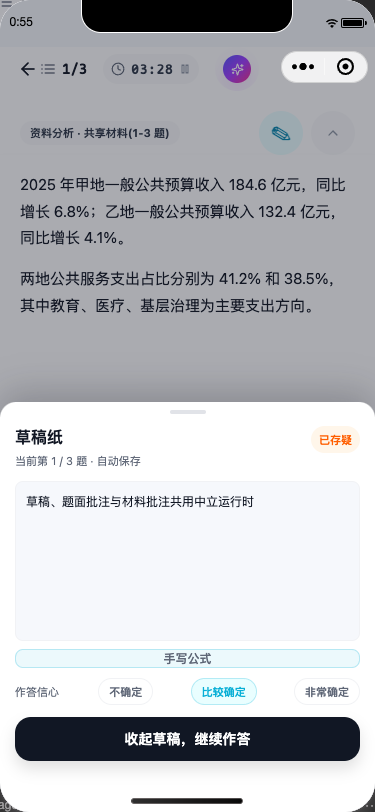 0:55
1/3
03:28
资料分析 · 共享材料(1-3 题)
2025 年甲地一般公共预算收入 184.6 亿元，同比
增长 6.8%；乙地一般公共预算收入 132.4 亿元，
同比增长 4.1%。
两地公共服务支出占比分别为 41.2% 和 38.5%，
其中教育、医疗、基层治理为主要支出方向。
草稿纸
已存疑
当前第 1 / 3 题 · 自动保存
草稿、题面批注与材料批注共用中立运行时
手写公式
作答信心
不确定
比较确定
非常确定
收起草稿，继续作答